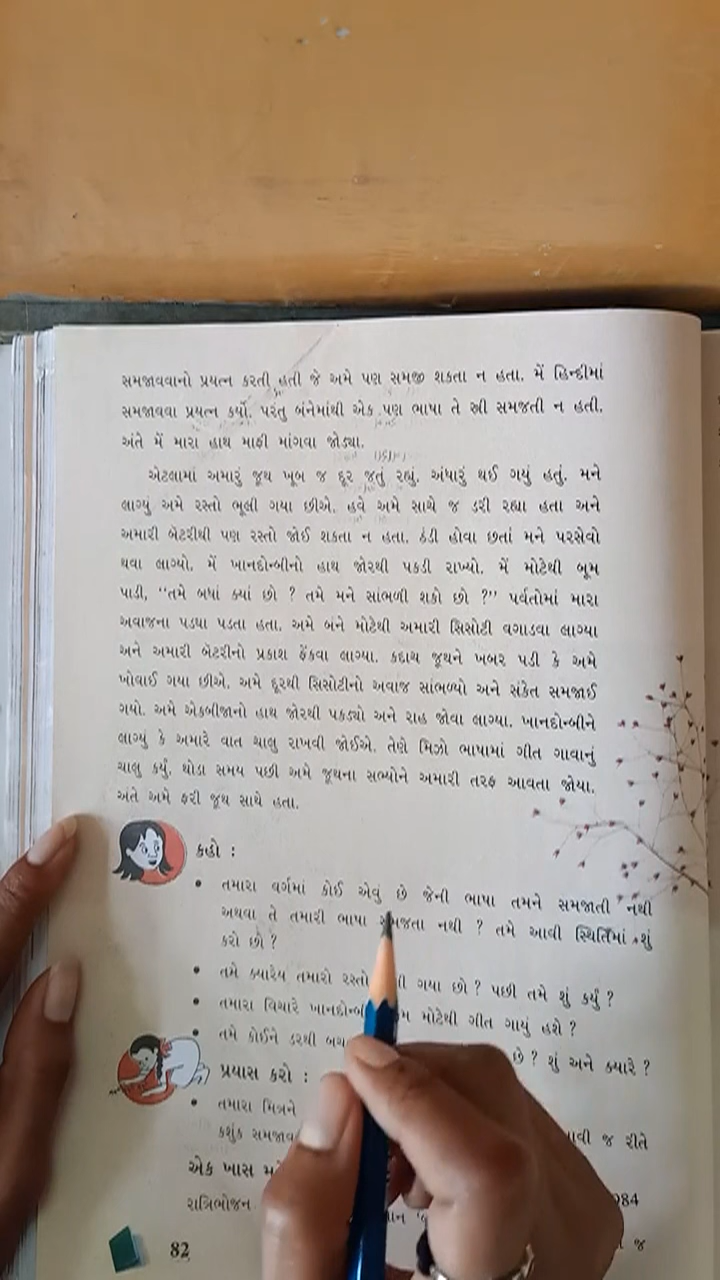 સમજાવવાનો પ્રયત્ન કરતી હતી જે અમે પણ સમજી શકતા ન હતા. મેં હિન્દીમાં
સમજાવવા પ્રયત્ન કર્યો. પરંતુ બંનેમાંથી એક પણ ભાષા તે સ્ત્રી સમજતી ન હતી.
અંતે મેં મારા હાથ માફી માંગવા જોડ્યા.
એટલામાં અમારું જૂથ ખૂબ જ દૂર જતું રહ્યું. અંધારું થઈ ગયું હતું. મને
લાગ્યું અમે રસ્તો ભૂલી ગયા છીએ. હવે અમે સાથે જ ડરી રહ્યા હતા અને
અમારી બૅટરીથી પણ રસ્તો જોઈ શકતા ન હતા. ઠંડી હોવા છતાં મને પરસેવો
થવા લાગ્યો. મેં ખાનદોન્બીનો હાથ જોરથી પકડી રાખ્યો. મેં મોટેથી બૂમ
પાડી, “તમે બધાં ક્યાં છો ? તમે મને સાંભળી શકો છો ?” પર્વતોમાં મારા
અવાજના પડઘા પડતા હતા. અમે બંને મોટેથી અમારી સિસોટી વગાડવા લાગ્યા
અને અમારી બૅટરીનો પ્રકાશ ફેંકવા લાગ્યા. કદાચ જૂથને ખબર પડી કે અમે
ખોવાઈ ગયા છીએ. અમે દૂરથી સિસોટીનો અવાજ સાંભળ્યો અને સંકેત સમજાઈ
ગયો. અમે એકબીજાનો હાથ જોરથી પકડ્યો અને રાહ જોવા લાગ્યા. ખાનદોન્બીને
લાગ્યું કે અમારે વાત ચાલુ રાખવી જોઈએ. તેણે મિઝો ભાષામાં ગીત ગાવાનું
ચાલુ કર્યું. થોડા સમય પછી અમે જૂથના સભ્યોને અમારી તરફ આવતા જોયા.
અંતે અમે ફરી જૂથ સાથે હતા.
કહો :
• તમારા વર્ગમાં કોઈ એવું છે જેની ભાષા તમને સમજાતી નથી
અથવા તે તમારી ભાષા સમજતા નથી ? તમે આવી સ્થિતિમાં શું
કરો છો ?
• તમે ક્યારેય તમારો રસ્તો ગયા છો ? પછી તમે શું કર્યું ?
• તમારા વિચારે મોટેથી ગીત ગાયું હશે ?
• તમે કોઈને ડરથી છે ? શું અને ક્યારે ?
પ્રયાસ કરો :
• તમારા મિત્રને
કશુંક જ રીતે
એક ખાસ
રાત્રિભોજન
જ
82